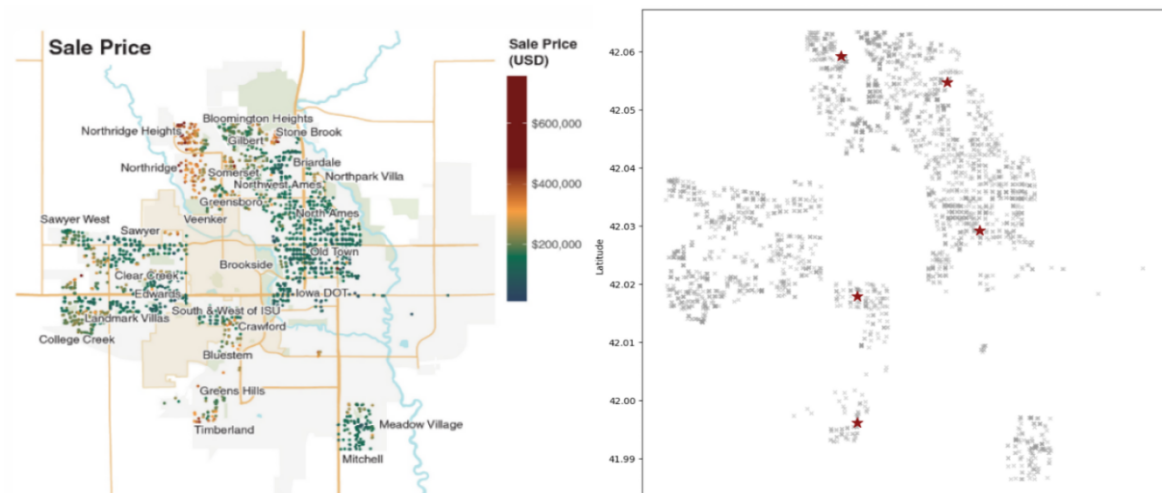 Sale Price
Sale Price
(USD)
$600,000
$400,000
$200,000
Bloomington Heights
Northridge Heights
Stone Brook
Gilbert
Northridge
Briardale
Somerset
Northpark Villa
Northwest Ames
Greensboro
North Ames
Veenker
Sawyer West
Sawyer
Old Town
Brookside
Clear Creek
Edwards
Iowa DOT
South & West of ISU
Landmark Villas
Crawford
College Creek
Bluestem
Greens Hills
Timberland
Meadow Village
Mitchell
Latitude
42.06
42.05
42.04
42.03
42.02
42.01
42.00
41.99